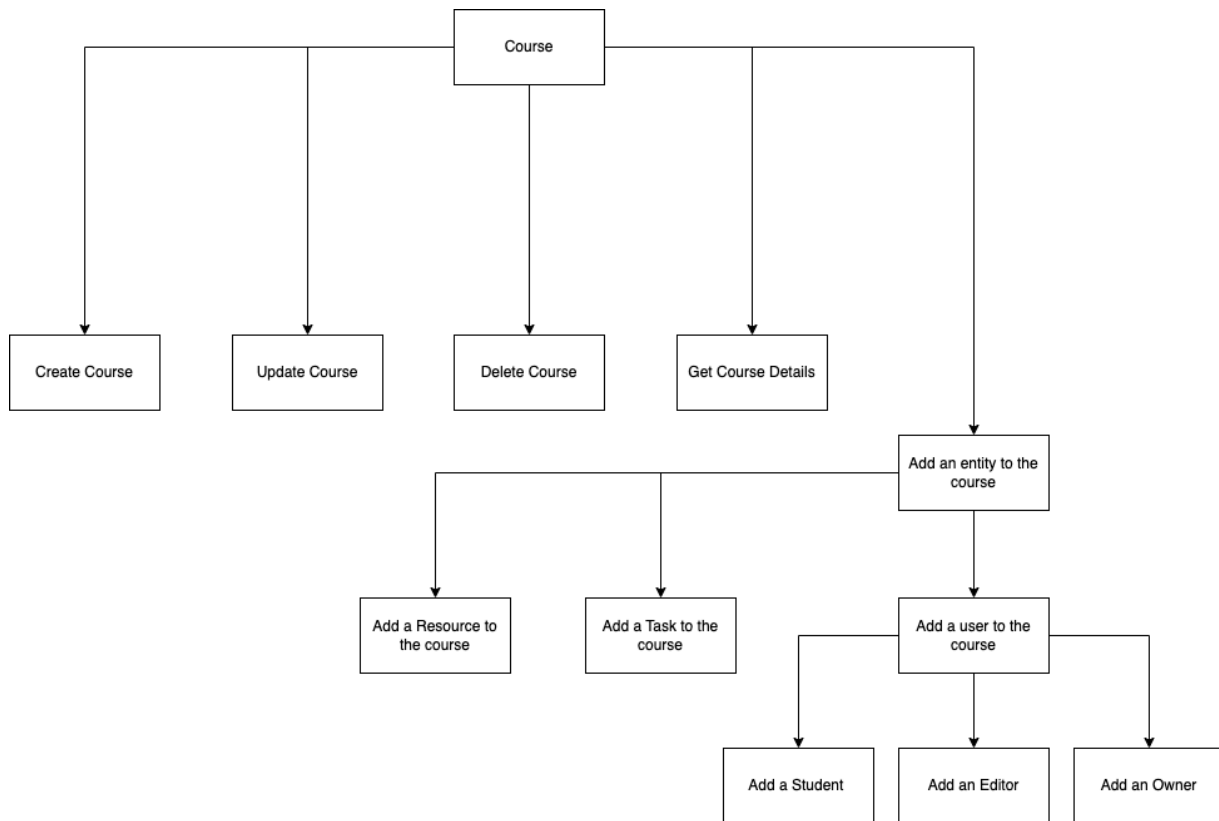 Course
Create Course
Update Course
Delete Course
Get Course Details
Add an entity to the
course
Add a Resource to
the course
Add a Task to the
course
Add a user to the
course
Add a Student
Add an Editor
Add an Owner